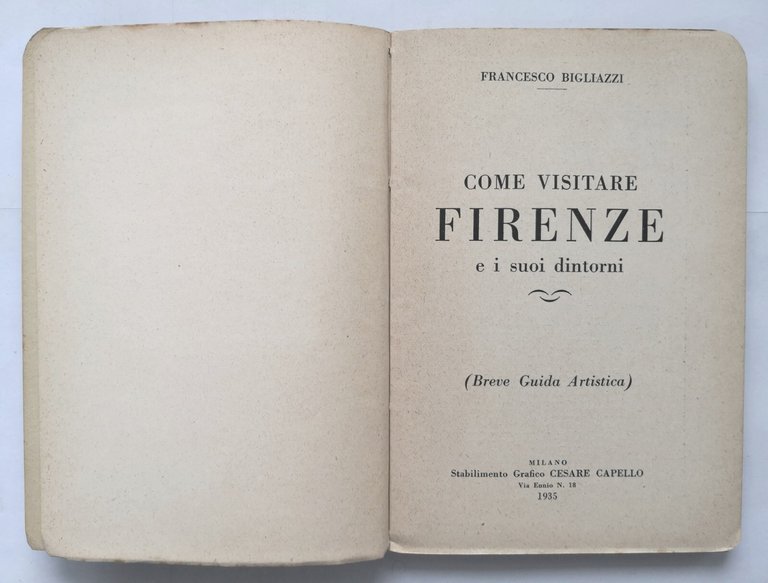 FRANCESCO BIGLIAZZI
COME VISITARE
FIRENZE
e i suoi dintorni
(Breve Guida Artistica)
MILANO
Stabilimento Grafico CESARE CAPELLO
Via Ennio N. 18
1935